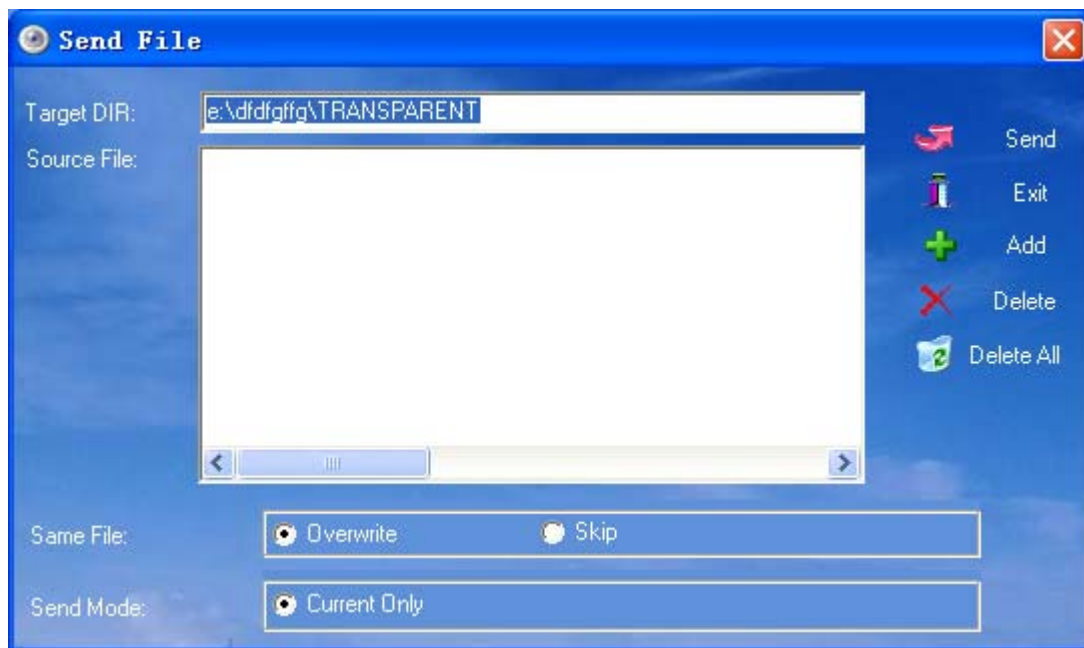 Send File
Target DIR:
e:\dfdfgffg\TRANSPARENT
Source File:
Send
Exit
Add
Delete
Delete All
Same File:
Overwrite
Skip
Send Mode:
Current Only